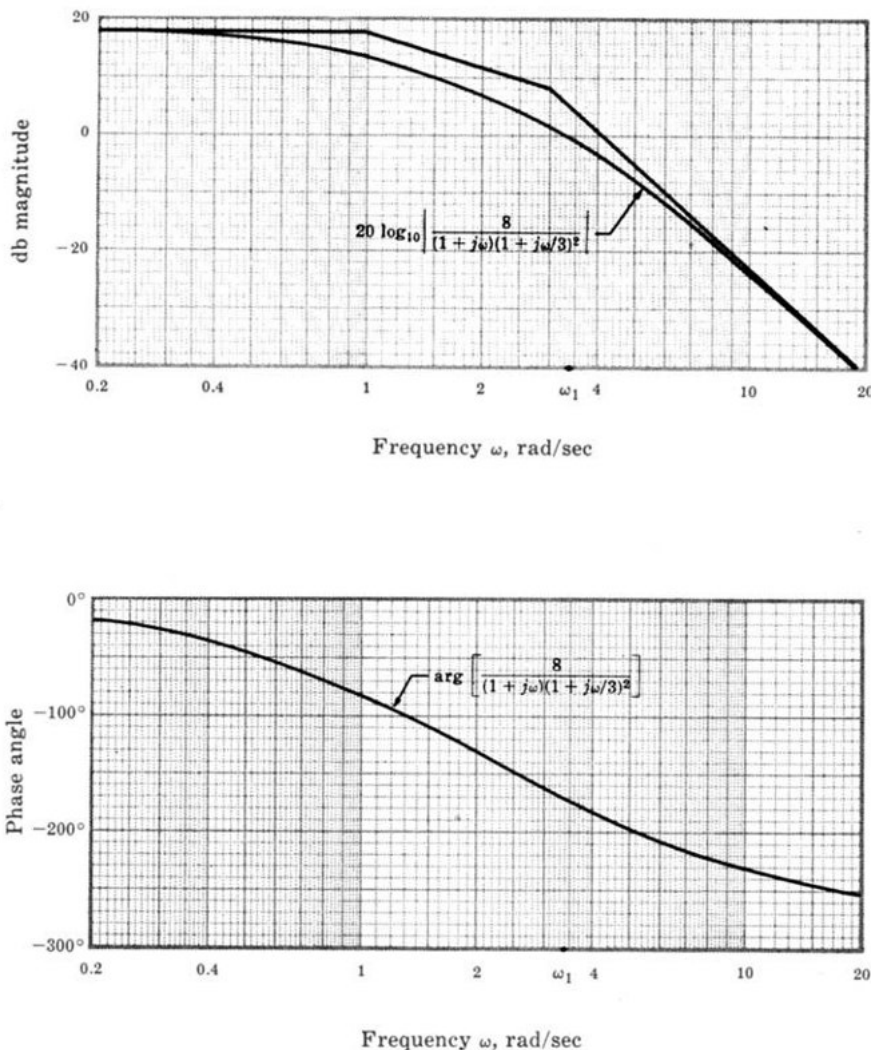 20
0
−20
−40
db magnitude
20 log₁₀ | 8 / (1 + jω)(1 + jω/3)² |
0.2 0.4 1 2 ω₁ 4 10 20
Frequency ω, rad/sec
0°
−100°
−200°
−300°
Phase angle
arg [ 8 / (1 + jω)(1 + jω/3)² ]
0.2 0.4 1 2 ω₁ 4 10 20
Frequency ω, rad/sec